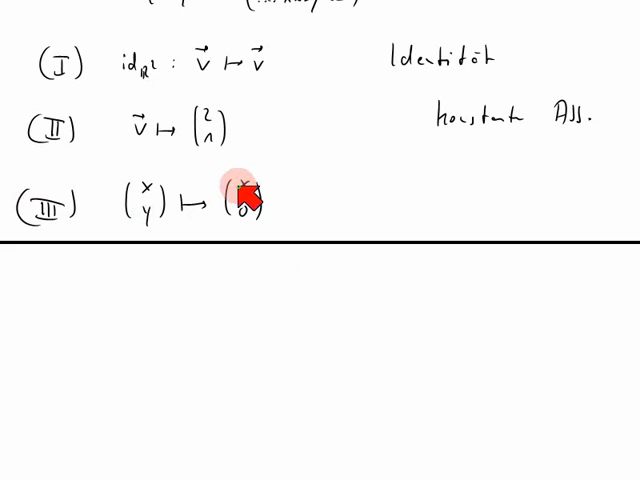 (I) id_ℝ² : v⃗ ↦ v⃗ Identität
(II) v⃗ ↦ (2 1) konstante Abb.
(III) (x y) ↦ (x 0)